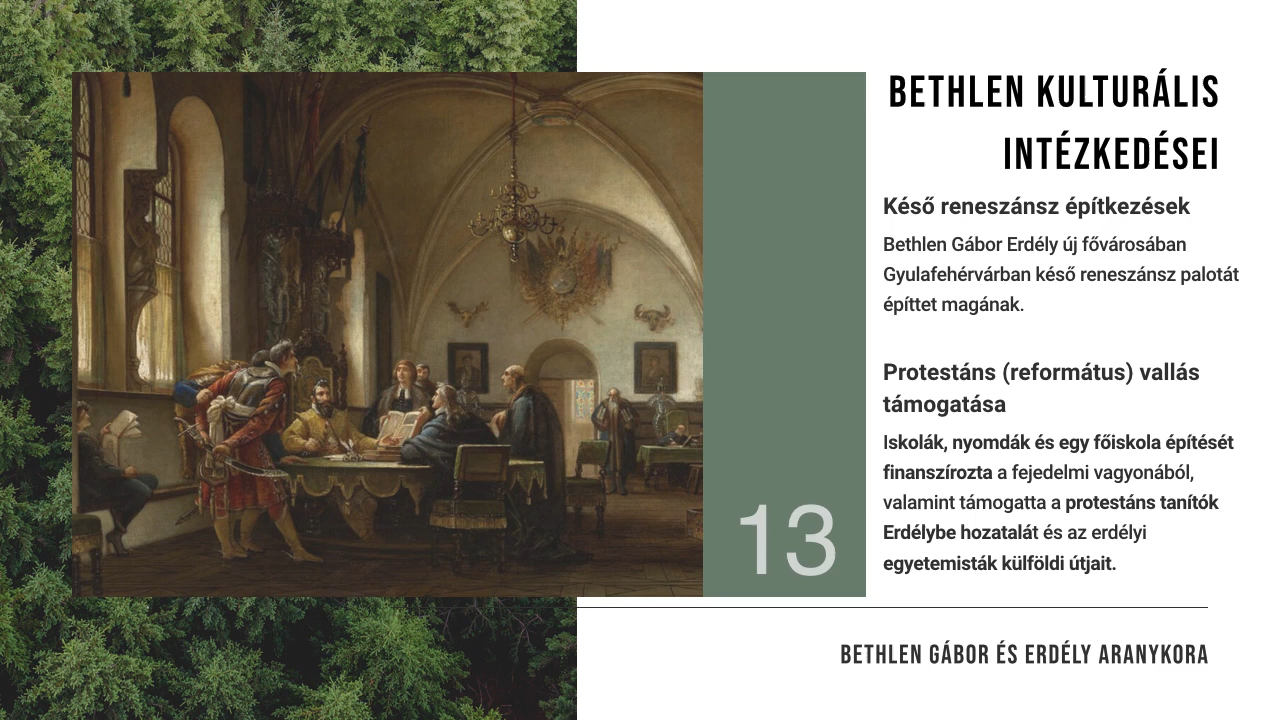 BETHLEN KULTURÁLIS
INTÉZKEDÉSEI
Késő reneszánsz építkezések
Bethlen Gábor Erdély új fővárosában
Gyulafehérvárban késő reneszánsz palotát
építtet magának.
Protestáns (református) vallás
támogatása
Iskolák, nyomdák és egy főiskola építését
finanszírozta a fejedelmi vagyonából,
valamint támogatta a protestáns tanítók
Erdélybe hozatalát és az erdélyi
egyetemisták külföldi útjait.
13
BETHLEN GÁBOR ÉS ERDÉLY ARANYKORA